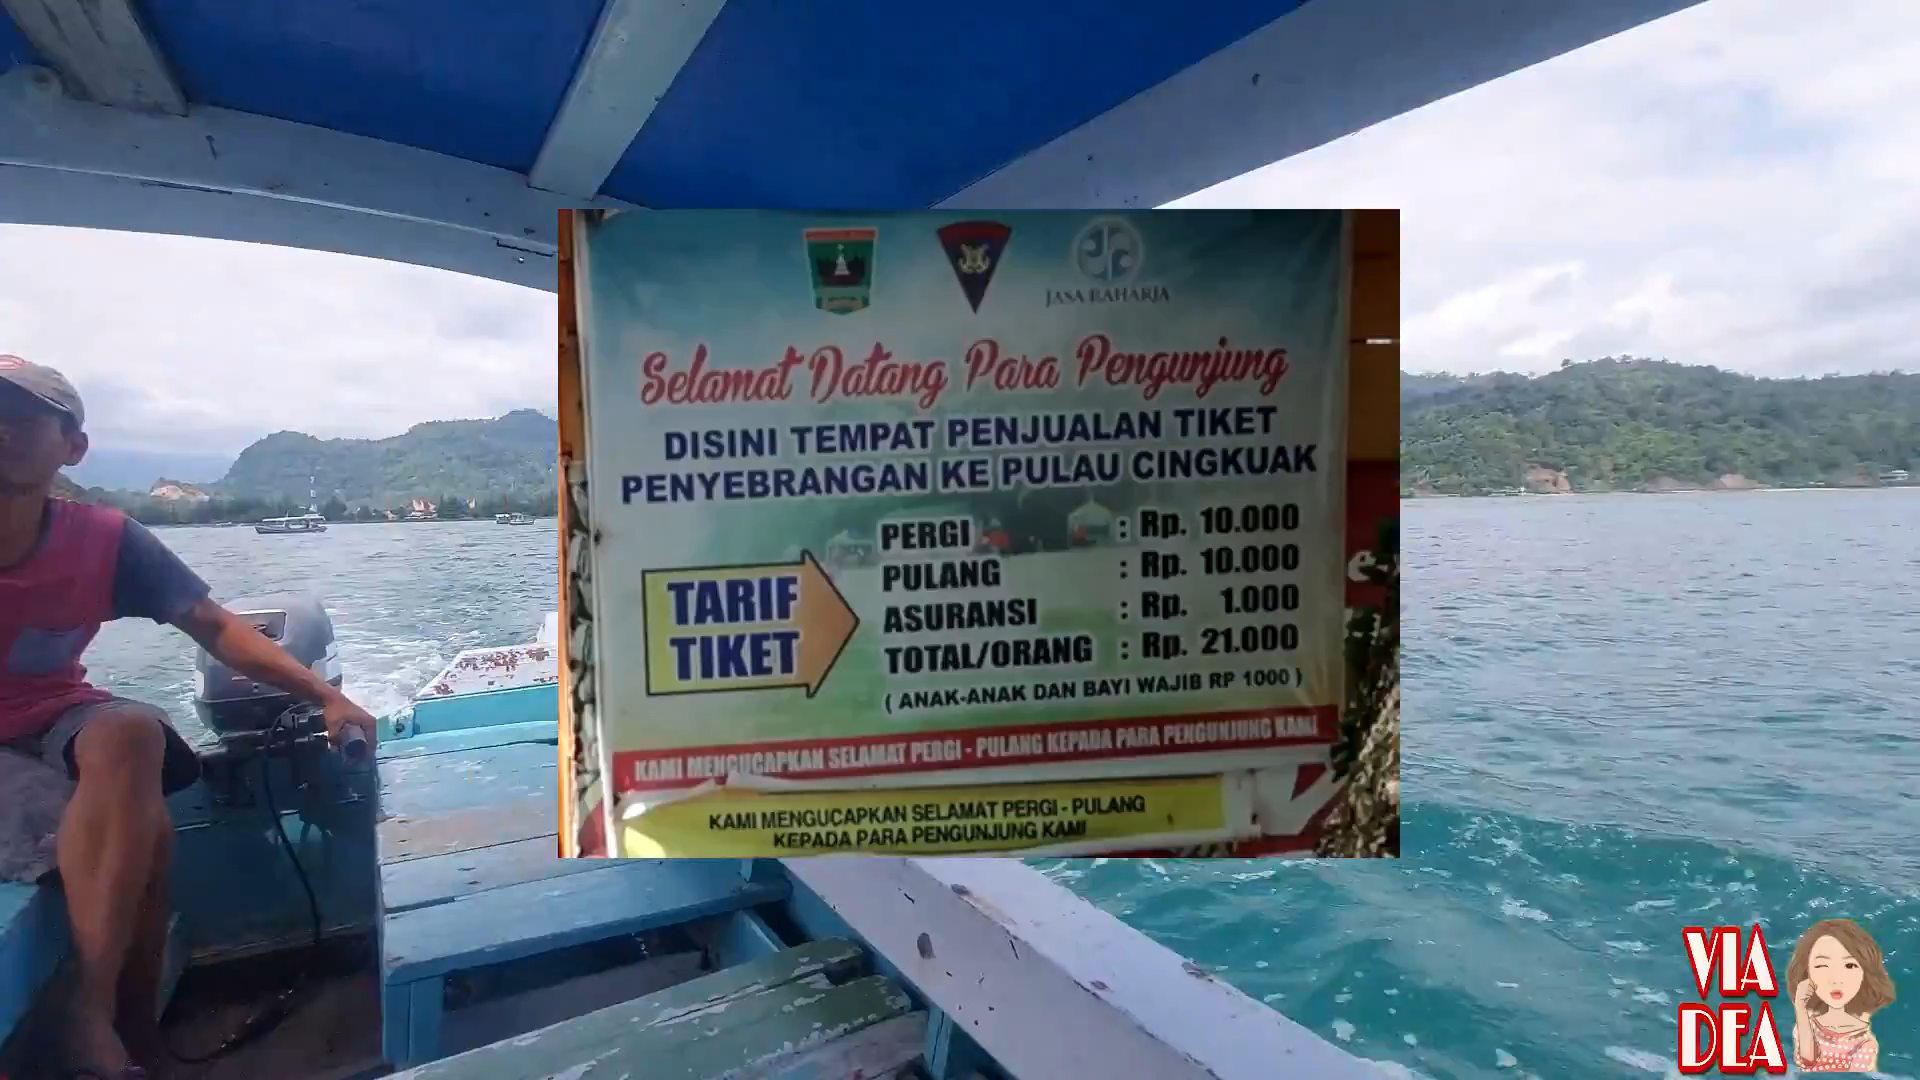 JASA RAHARJA
Selamat Datang Para Pengunjung
DISINI TEMPAT PENJUALAN TIKET
PENYEBRANGAN KE PULAU CINGKUAK
TARIF
TIKET
PERGI : Rp. 10.000
PULANG : Rp. 10.000
ASURANSI : Rp. 1.000
TOTAL/ORANG : Rp. 21.000
( ANAK-ANAK DAN BAYI WAJIB RP 1000 )
KAMI MENGUCAPKAN SELAMAT PERGI - PULANG KEPADA PARA PENGUNJUNG KAMI
KAMI MENGUCAPKAN SELAMAT PERGI - PULANG
KEPADA PARA PENGUNJUNG KAMI
VIA
DEA